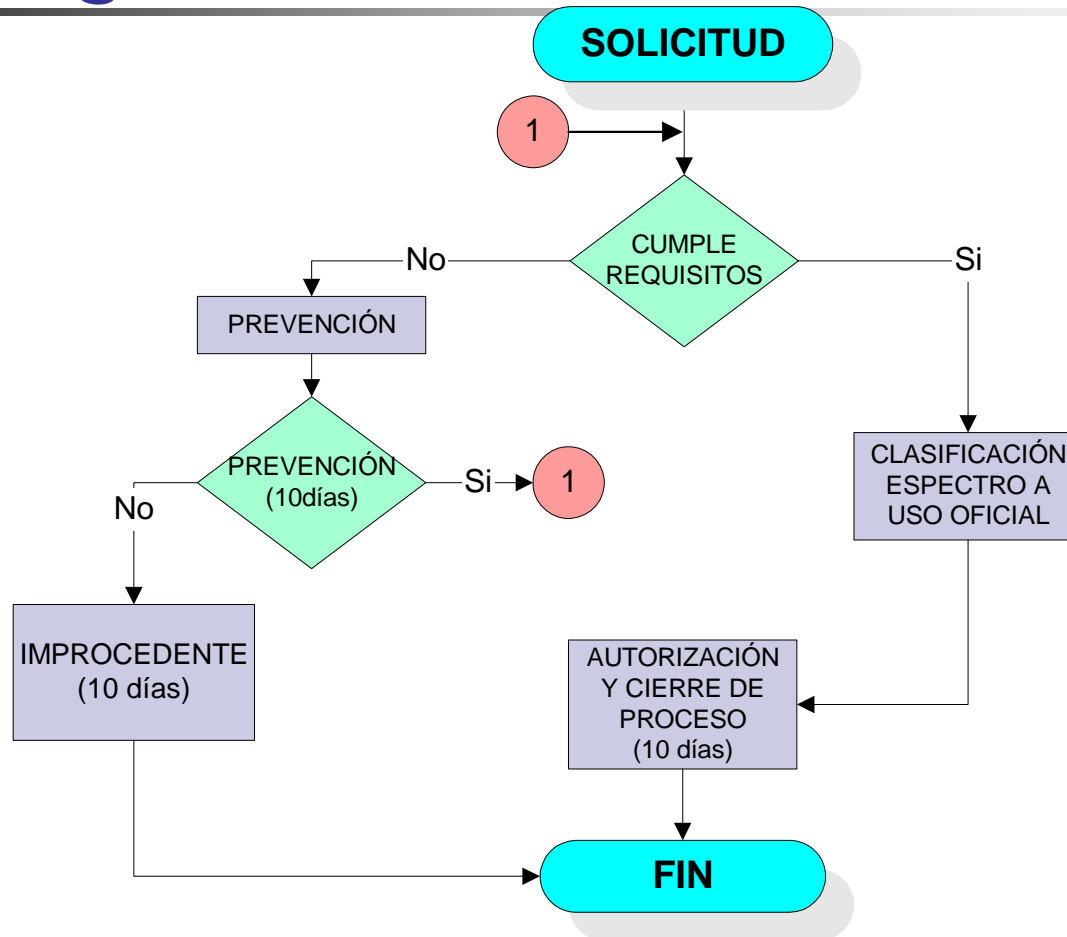 SOLICITUD
1
CUMPLE
REQUISITOS
No
Si
PREVENCIÓN
PREVENCIÓN
(10días)
Si
1
No
CLASIFICACIÓN
ESPECTRO A
USO OFICIAL
IMPROCEDENTE
(10 días)
AUTORIZACIÓN
Y CIERRE DE
PROCESO
(10 días)
FIN